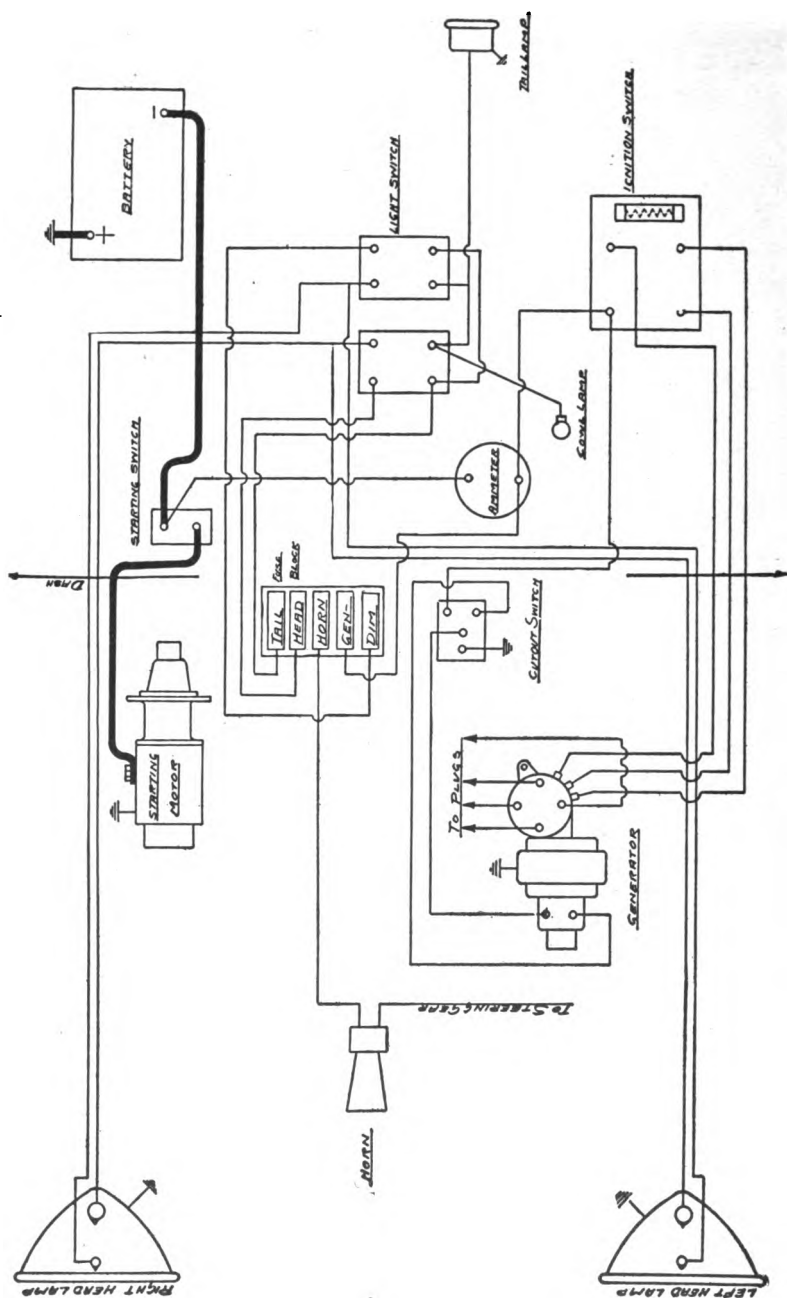 TAIL LAMP.
BATTERY
+
−
LIGHT SWITCH
IGNITION SWITCH
STARTING SWITCH
COWL LAMP
AMMETER
DASH
FUSE
BLOCK
TAIL
HEAD
HORN
GEN-
DIM.
CUTOUT SWITCH
STARTING
MOTOR
TO PLUGS
GENERATOR
TO STEERING GEAR
HORN
RIGHT HEAD LAMP
LEFT HEAD LAMP